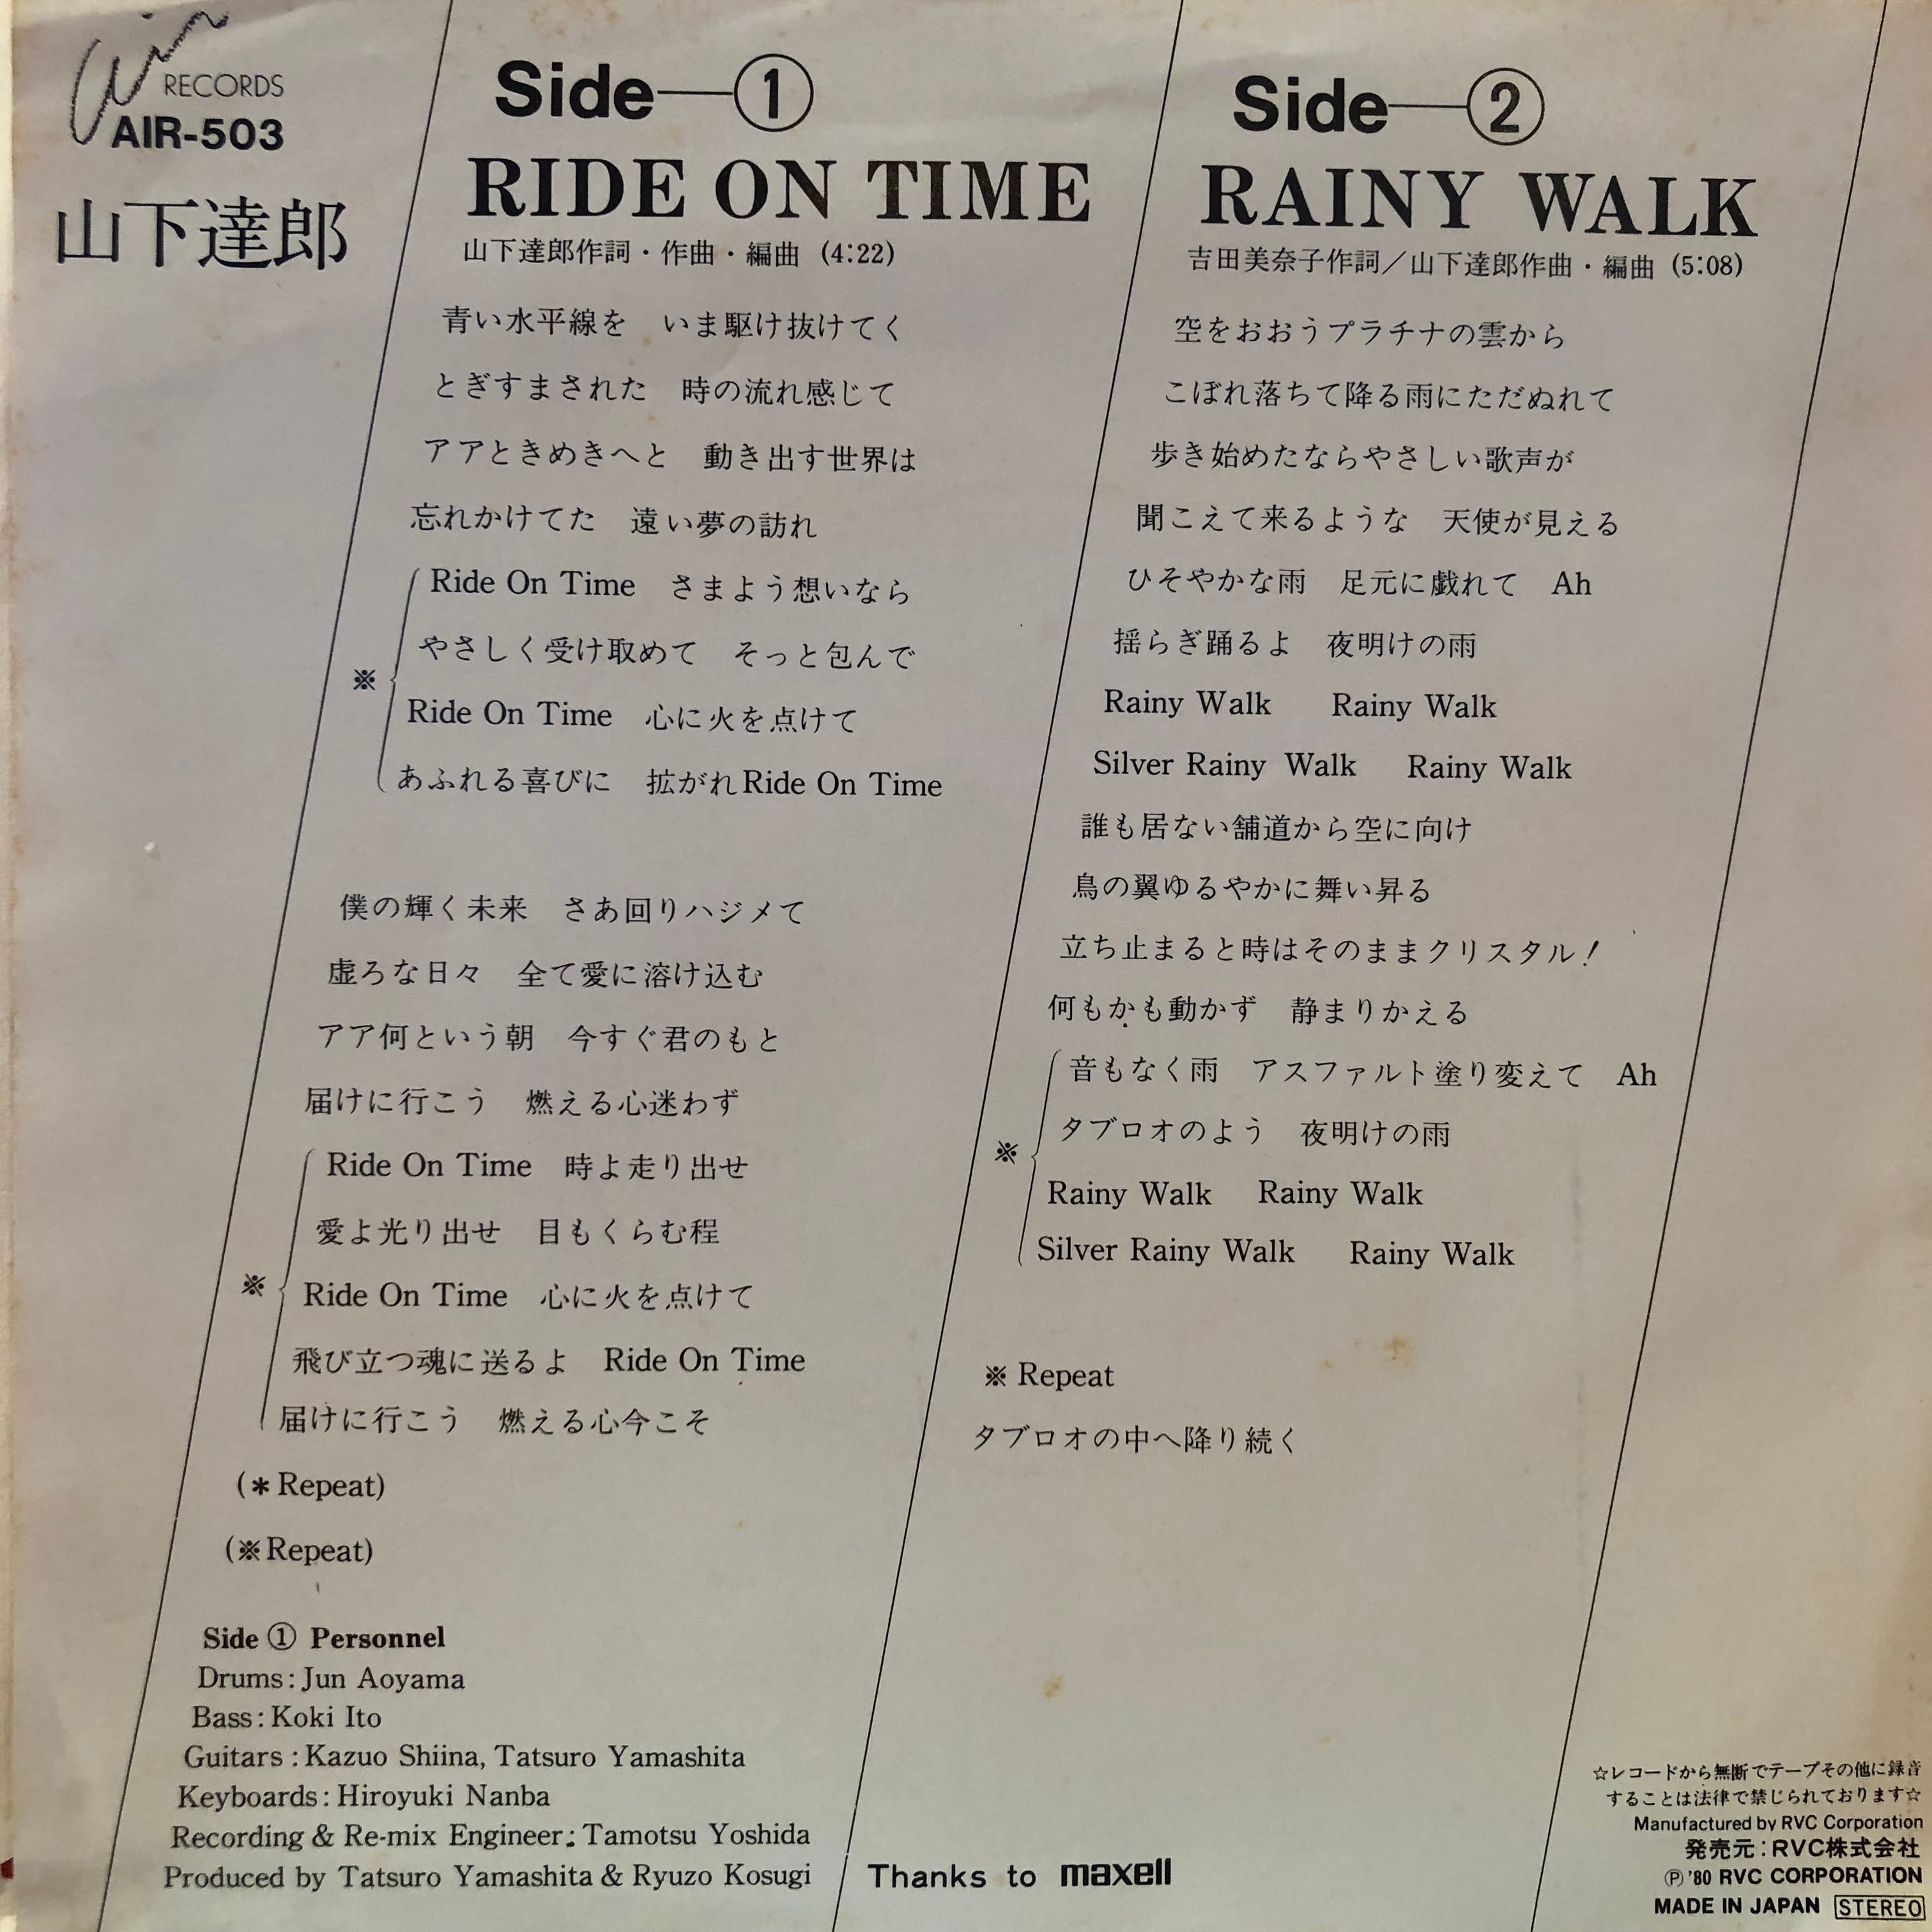 Air RECORDS
AIR-503
山下達郎
Side—①
RIDE ON TIME
山下達郎作詞・作曲・編曲 (4:22)
青い水平線を　いま駆け抜けてく
とぎすまされた　時の流れ感じて
アアときめきへと　動き出す世界は
忘れかけてた　遠い夢の訪れ
Ride On Time　さまよう想いなら
やさしく受け取めて　そっと包んで
※
Ride On Time　心に火を点けて
あふれる喜びに　拡がれRide On Time
僕の輝く未来　さあ回りハジメて
虚ろな日々　全て愛に溶け込む
アア何という朝　今すぐ君のもと
届けに行こう　燃える心迷わず
Ride On Time　時よ走り出せ
愛よ光り出せ　目もくらむ程
※
Ride On Time　心に火を点けて
飛び立つ魂に送るよ　Ride On Time
届けに行こう　燃える心今こそ
(＊Repeat)
(※Repeat)
Side ① Personnel
Drums:Jun Aoyama
Bass:Koki Ito
Guitars:Kazuo Shiina, Tatsuro Yamashita
Keyboards:Hiroyuki Nanba
Recording & Re-mix Engineer:Tamotsu Yoshida
Produced by Tatsuro Yamashita & Ryuzo Kosugi
Side—②
RAINY WALK
吉田美奈子作詞／山下達郎作曲・編曲 (5:08)
空をおおうプラチナの雲から
こぼれ落ちて降る雨にただぬれて
歩き始めたならやさしい歌声が
聞こえて来るような　天使が見える
ひそやかな雨　足元に戯れて　Ah
揺らぎ踊るよ　夜明けの雨
Rainy Walk　Rainy Walk
Silver Rainy Walk　Rainy Walk
誰も居ない舗道から空に向け
鳥の翼ゆるやかに舞い昇る
立ち止まると時はそのままクリスタル！
何もかも動かず　静まりかえる
音もなく雨　アスファルト塗り変えて　Ah
タブロオのよう　夜明けの雨
※
Rainy Walk　Rainy Walk
Silver Rainy Walk　Rainy Walk
※ Repeat
タブロオの中へ降り続く
Thanks to maxell
☆レコードから無断でテープその他に録音
することは法律で禁じられております☆
Manufactured by RVC Corporation
発売元：RVC株式会社
Ⓟ'80 RVC CORPORATION
MADE IN JAPAN STEREO